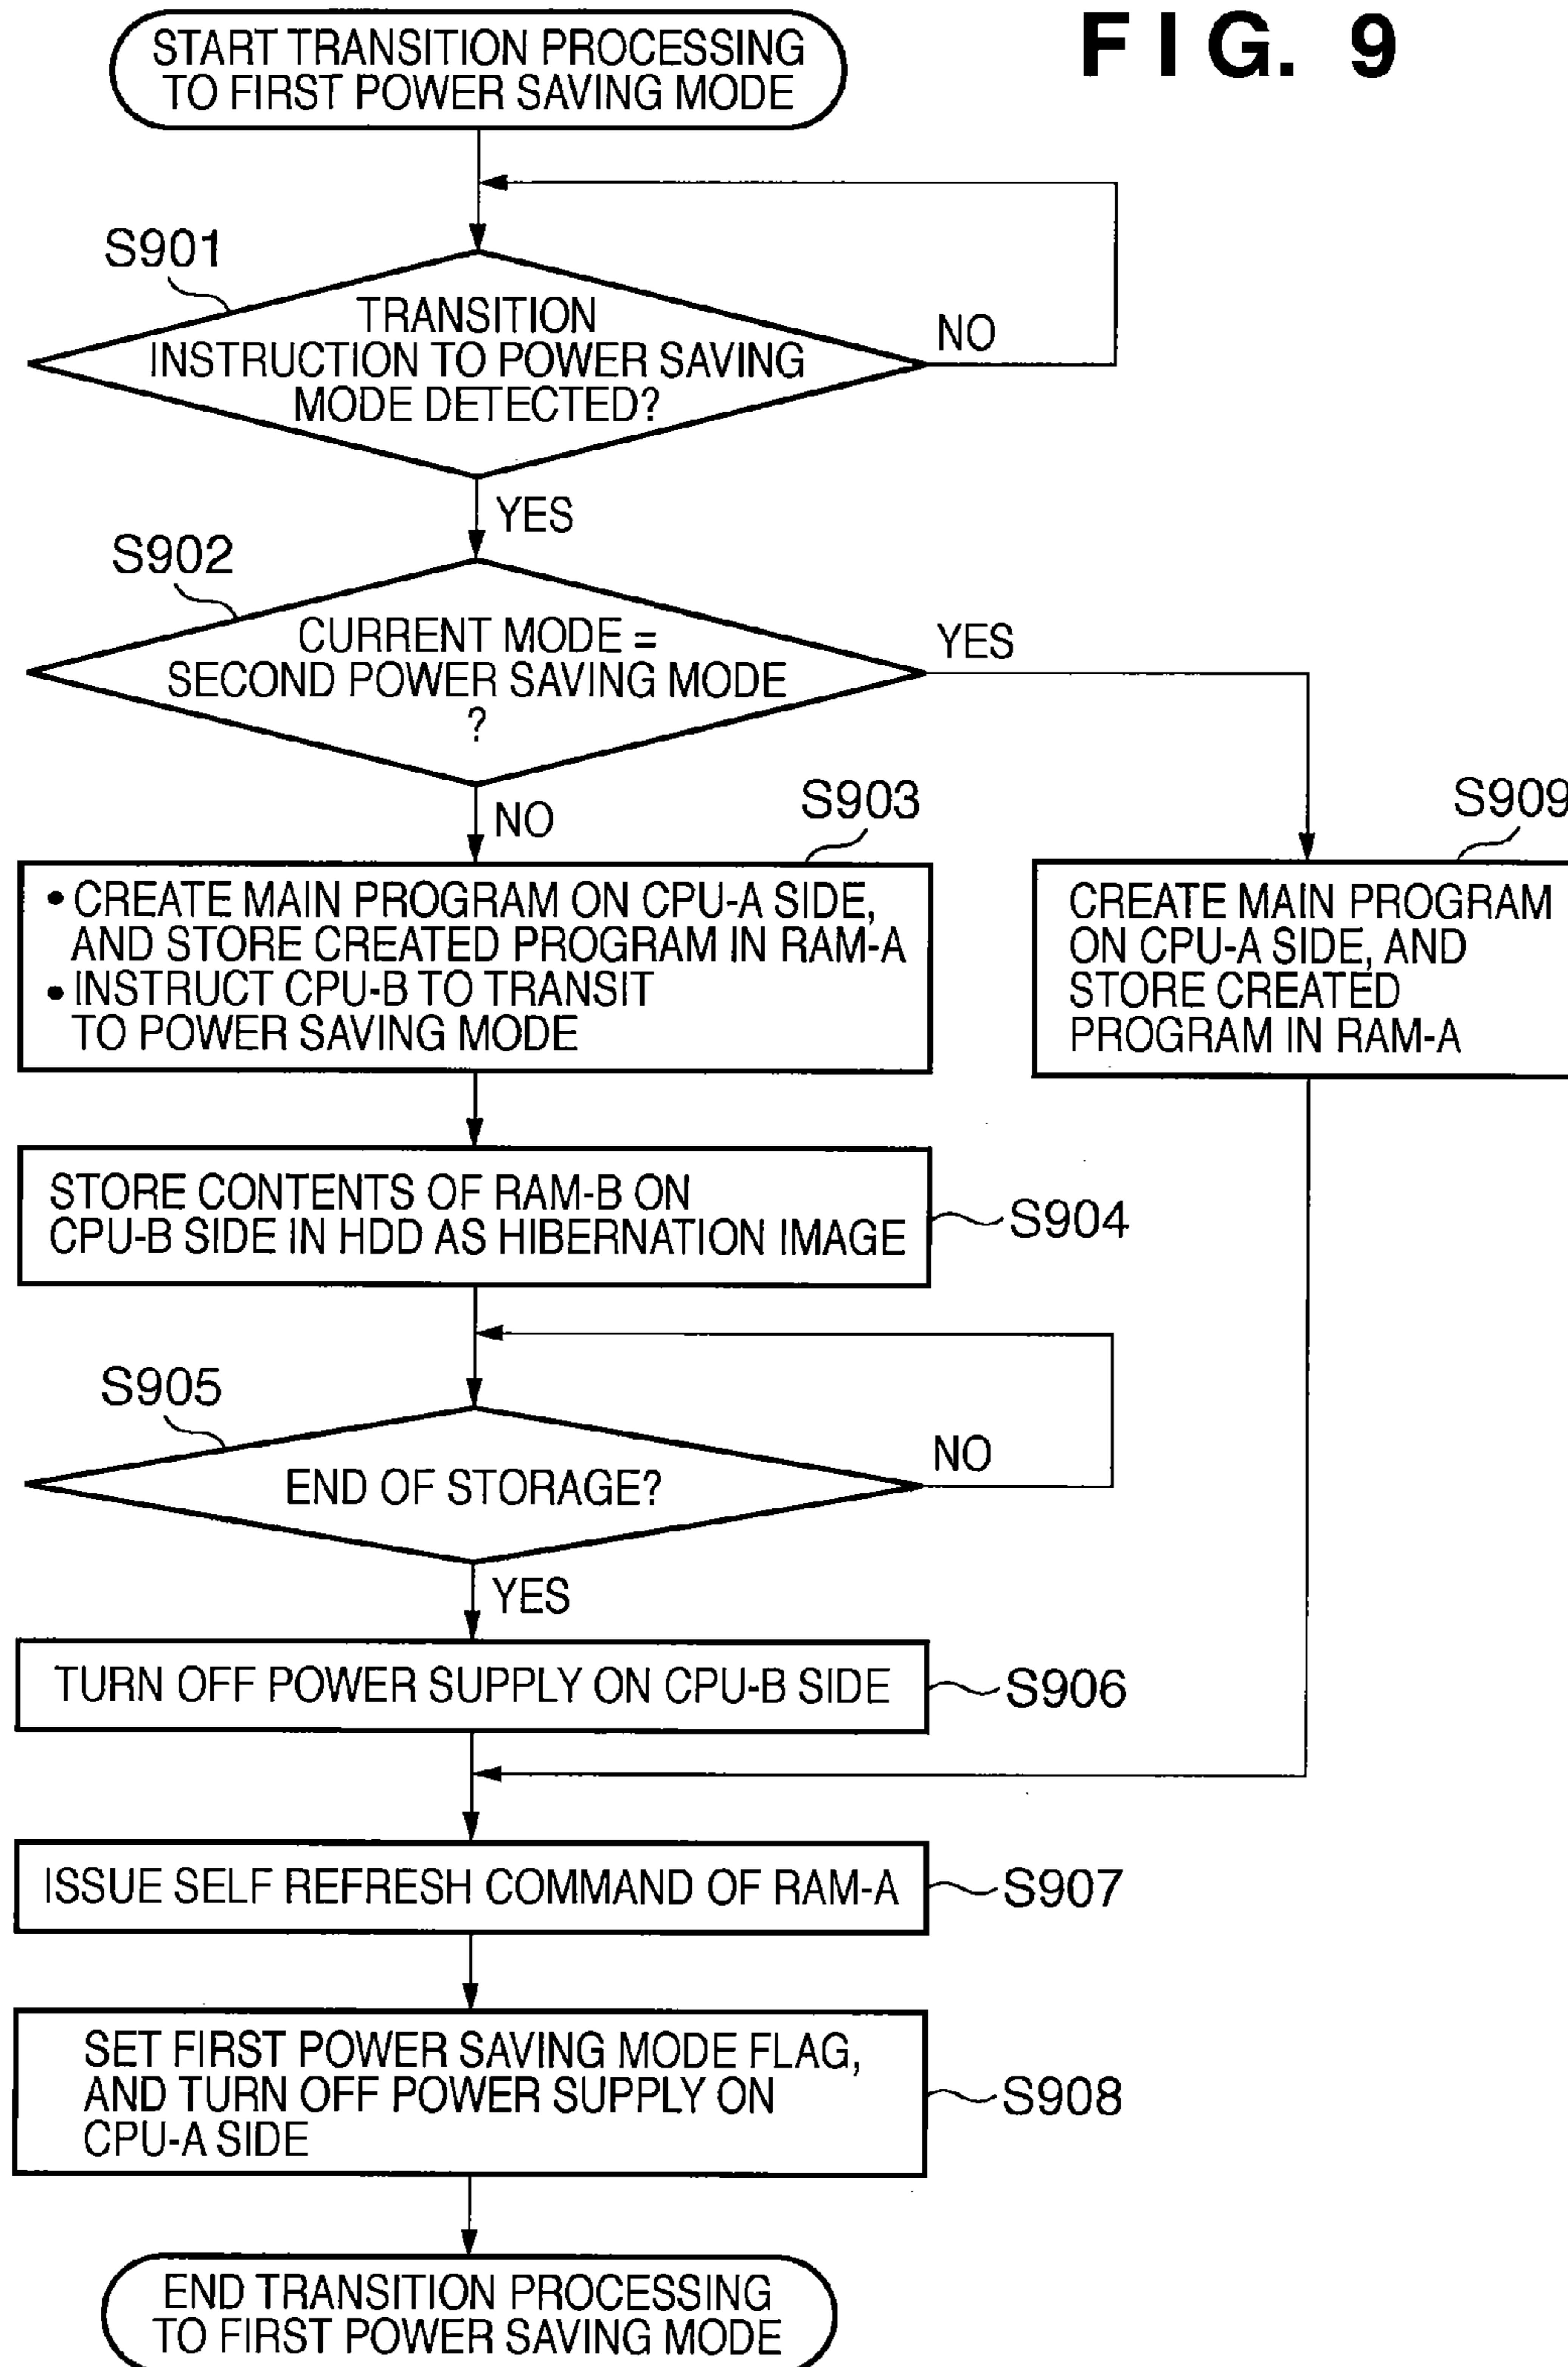 FIG. 9
START TRANSITION PROCESSING
TO FIRST POWER SAVING MODE
S901
TRANSITION
INSTRUCTION TO POWER SAVING
MODE DETECTED?
NO
YES
S902
CURRENT MODE =
SECOND POWER SAVING MODE
?
YES
NO
S903
• CREATE MAIN PROGRAM ON CPU-A SIDE,
AND STORE CREATED PROGRAM IN RAM-A
• INSTRUCT CPU-B TO TRANSIT
TO POWER SAVING MODE
S909
CREATE MAIN PROGRAM
ON CPU-A SIDE, AND
STORE CREATED
PROGRAM IN RAM-A
STORE CONTENTS OF RAM-B ON
CPU-B SIDE IN HDD AS HIBERNATION IMAGE
S904
S905
END OF STORAGE?
NO
YES
TURN OFF POWER SUPPLY ON CPU-B SIDE
S906
ISSUE SELF REFRESH COMMAND OF RAM-A
S907
SET FIRST POWER SAVING MODE FLAG,
AND TURN OFF POWER SUPPLY ON
CPU-A SIDE
S908
END TRANSITION PROCESSING
TO FIRST POWER SAVING MODE